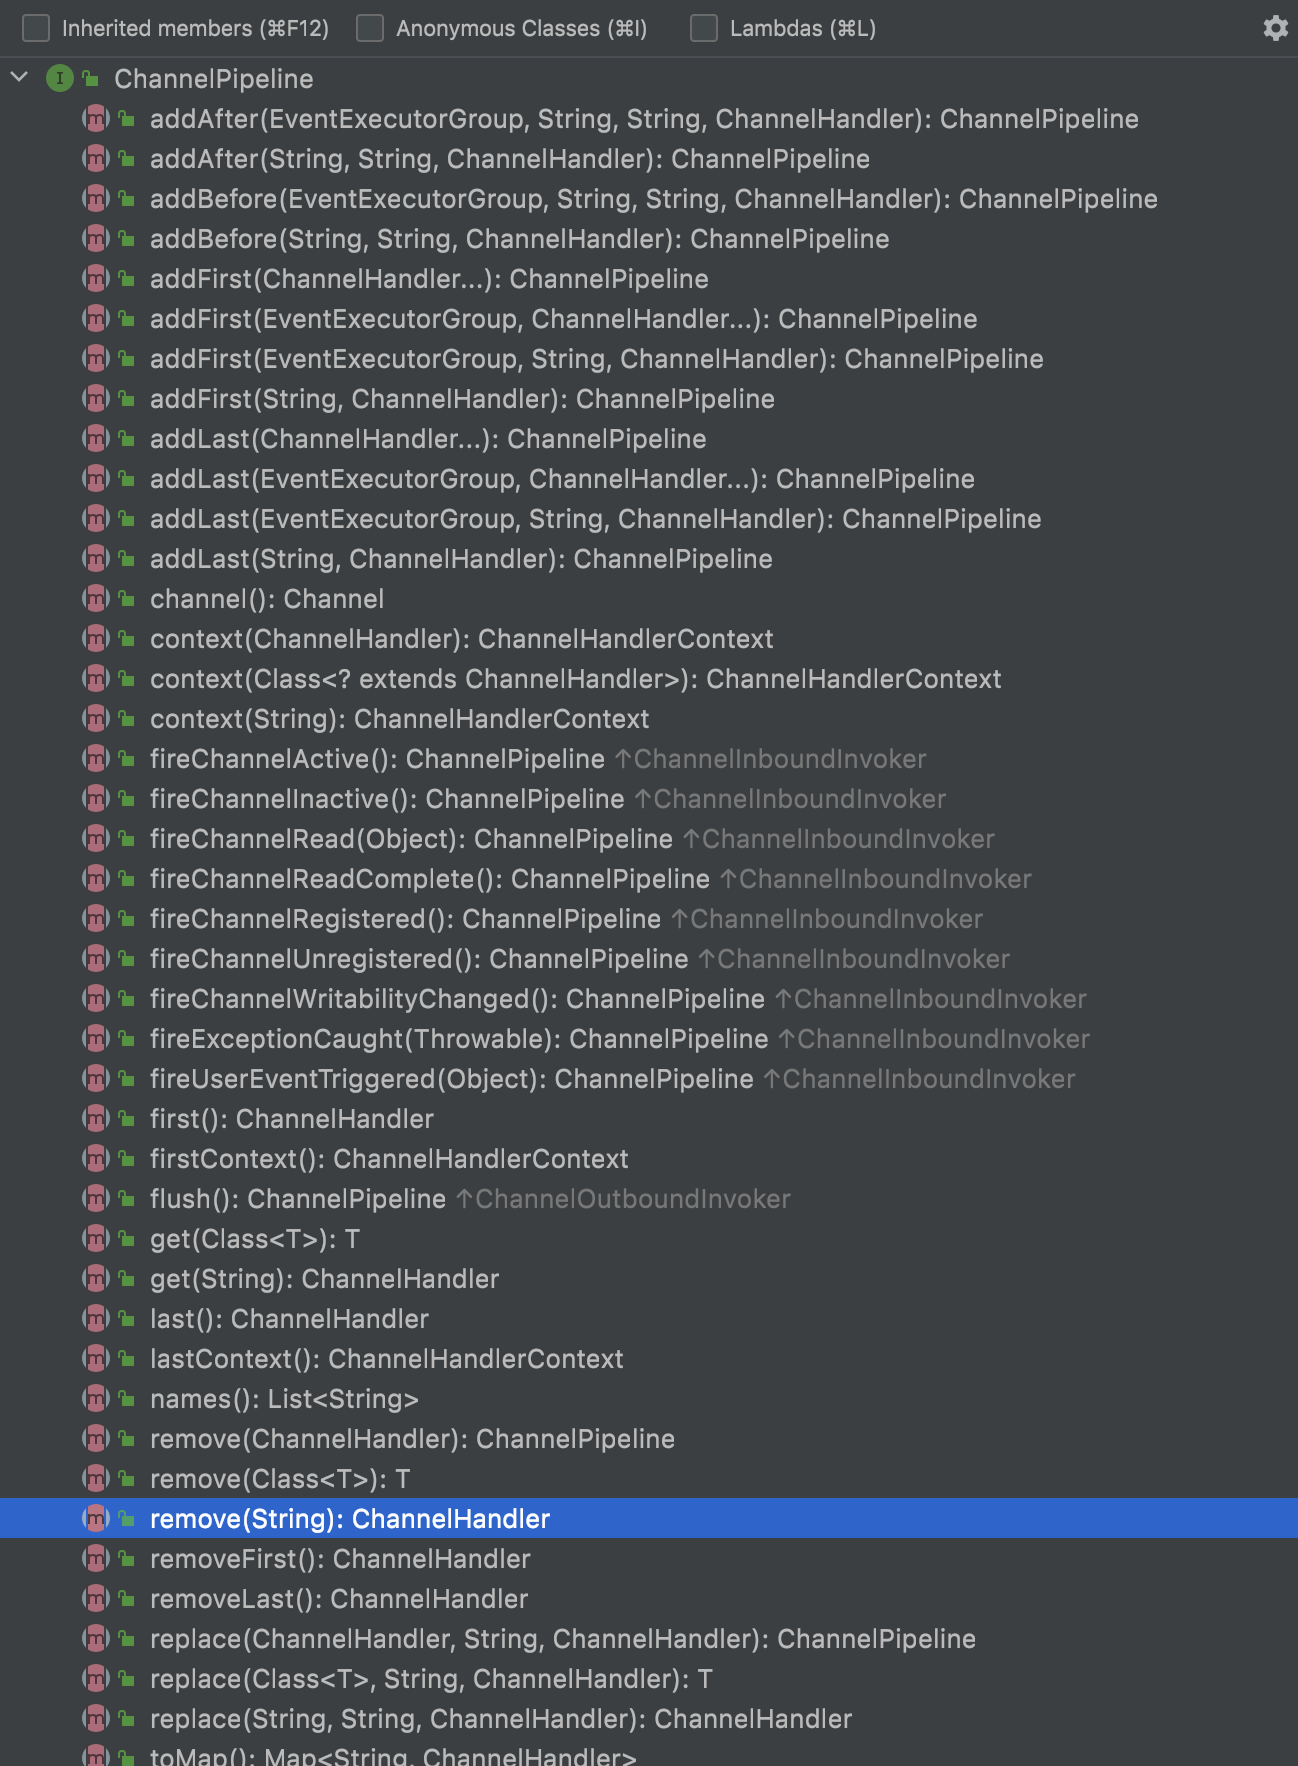 Inherited members (⌘F12) Anonymous Classes (⌘I) Lambdas (⌘L)
I ChannelPipeline
m addAfter(EventExecutorGroup, String, String, ChannelHandler): ChannelPipeline
m addAfter(String, String, ChannelHandler): ChannelPipeline
m addBefore(EventExecutorGroup, String, String, ChannelHandler): ChannelPipeline
m addBefore(String, String, ChannelHandler): ChannelPipeline
m addFirst(ChannelHandler...): ChannelPipeline
m addFirst(EventExecutorGroup, ChannelHandler...): ChannelPipeline
m addFirst(EventExecutorGroup, String, ChannelHandler): ChannelPipeline
m addFirst(String, ChannelHandler): ChannelPipeline
m addLast(ChannelHandler...): ChannelPipeline
m addLast(EventExecutorGroup, ChannelHandler...): ChannelPipeline
m addLast(EventExecutorGroup, String, ChannelHandler): ChannelPipeline
m addLast(String, ChannelHandler): ChannelPipeline
m channel(): Channel
m context(ChannelHandler): ChannelHandlerContext
m context(Class<? extends ChannelHandler>): ChannelHandlerContext
m context(String): ChannelHandlerContext
m fireChannelActive(): ChannelPipeline ↑ChannelInboundInvoker
m fireChannelInactive(): ChannelPipeline ↑ChannelInboundInvoker
m fireChannelRead(Object): ChannelPipeline ↑ChannelInboundInvoker
m fireChannelReadComplete(): ChannelPipeline ↑ChannelInboundInvoker
m fireChannelRegistered(): ChannelPipeline ↑ChannelInboundInvoker
m fireChannelUnregistered(): ChannelPipeline ↑ChannelInboundInvoker
m fireChannelWritabilityChanged(): ChannelPipeline ↑ChannelInboundInvoker
m fireExceptionCaught(Throwable): ChannelPipeline ↑ChannelInboundInvoker
m fireUserEventTriggered(Object): ChannelPipeline ↑ChannelInboundInvoker
m first(): ChannelHandler
m firstContext(): ChannelHandlerContext
m flush(): ChannelPipeline ↑ChannelOutboundInvoker
m get(Class<T>): T
m get(String): ChannelHandler
m last(): ChannelHandler
m lastContext(): ChannelHandlerContext
m names(): List<String>
m remove(ChannelHandler): ChannelPipeline
m remove(Class<T>): T
m remove(String): ChannelHandler
m removeFirst(): ChannelHandler
m removeLast(): ChannelHandler
m replace(ChannelHandler, String, ChannelHandler): ChannelPipeline
m replace(Class<T>, String, ChannelHandler): T
m replace(String, String, ChannelHandler): ChannelHandler
m toMap(): Map<String, ChannelHandler>